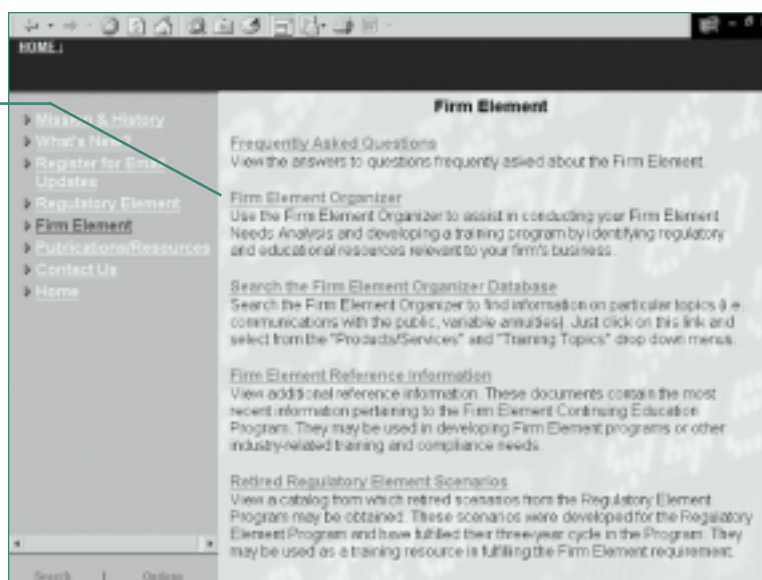 HOME |
Mission & History
What's New?
Register for Email
Updates
Regulatory Element
Firm Element
Publications/Resources
Contact Us
Home
Search | Options
Firm Element
Frequently Asked Questions
View the answers to questions frequently asked about the Firm Element.
Firm Element Organizer
Use the Firm Element Organizer to assist in conducting your Firm Element
Needs Analysis and developing a training program by identifying regulatory
and educational resources relevant to your firm's business.
Search the Firm Element Organizer Database
Search the Firm Element Organizer to find information on particular topics (i.e.
communications with the public, variable annuities). Just click on this link and
select from the "Products/Services" and "Training Topics" drop down menus.
Firm Element Reference Information
View additional reference information. These documents contain the most
recent information pertaining to the Firm Element Continuing Education
Program. They may be used in developing Firm Element programs or other
industry-related training and compliance needs.
Retired Regulatory Element Scenarios
View a catalog from which retired scenarios from the Regulatory Element
Program may be obtained. These scenarios were developed for the Regulatory
Element Program and have fulfilled their three-year cycle in the Program. They
may be used as a training resource in fulfilling the Firm Element requirement.